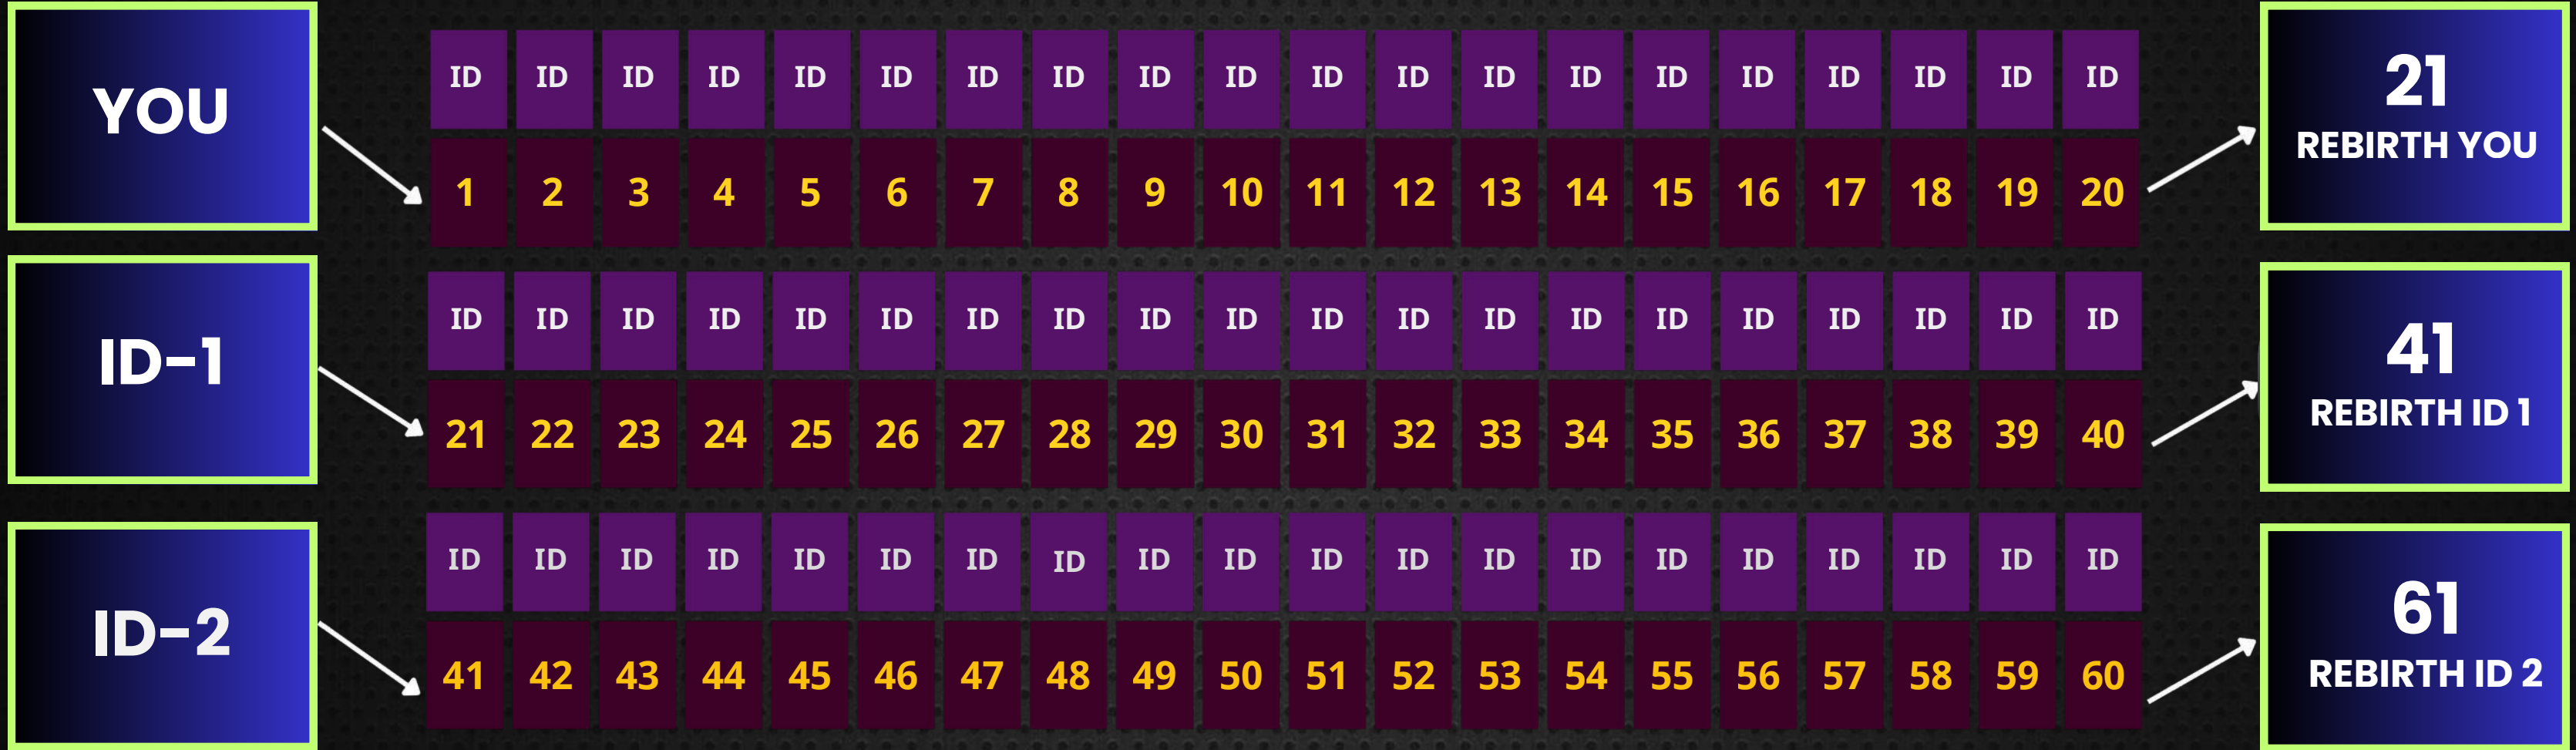 YOU
ID ID ID ID ID ID ID ID ID ID ID ID ID ID ID ID ID ID ID ID
1 2 3 4 5 6 7 8 9 10 11 12 13 14 15 16 17 18 19 20
21
REBIRTH YOU
ID-1
ID ID ID ID ID ID ID ID ID ID ID ID ID ID ID ID ID ID ID ID
21 22 23 24 25 26 27 28 29 30 31 32 33 34 35 36 37 38 39 40
41
REBIRTH ID 1
ID-2
ID ID ID ID ID ID ID ID ID ID ID ID ID ID ID ID ID ID ID ID
41 42 43 44 45 46 47 48 49 50 51 52 53 54 55 56 57 58 59 60
61
REBIRTH ID 2